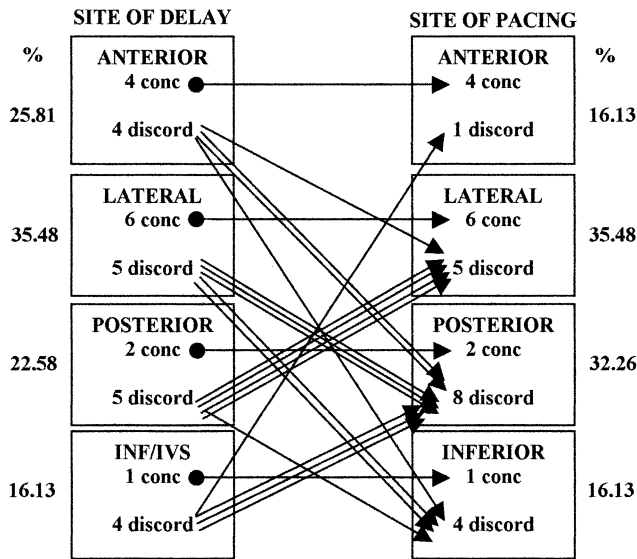 SITE OF DELAY SITE OF PACING
% %
ANTERIOR ANTERIOR
4 conc 4 conc
25.81 16.13
4 discord 1 discord
LATERAL LATERAL
6 conc 6 conc
35.48 35.48
5 discord 5 discord
POSTERIOR POSTERIOR
2 conc 2 conc
22.58 32.26
5 discord 8 discord
INF/IVS INFERIOR
1 conc 1 conc
16.13 16.13
4 discord 4 discord